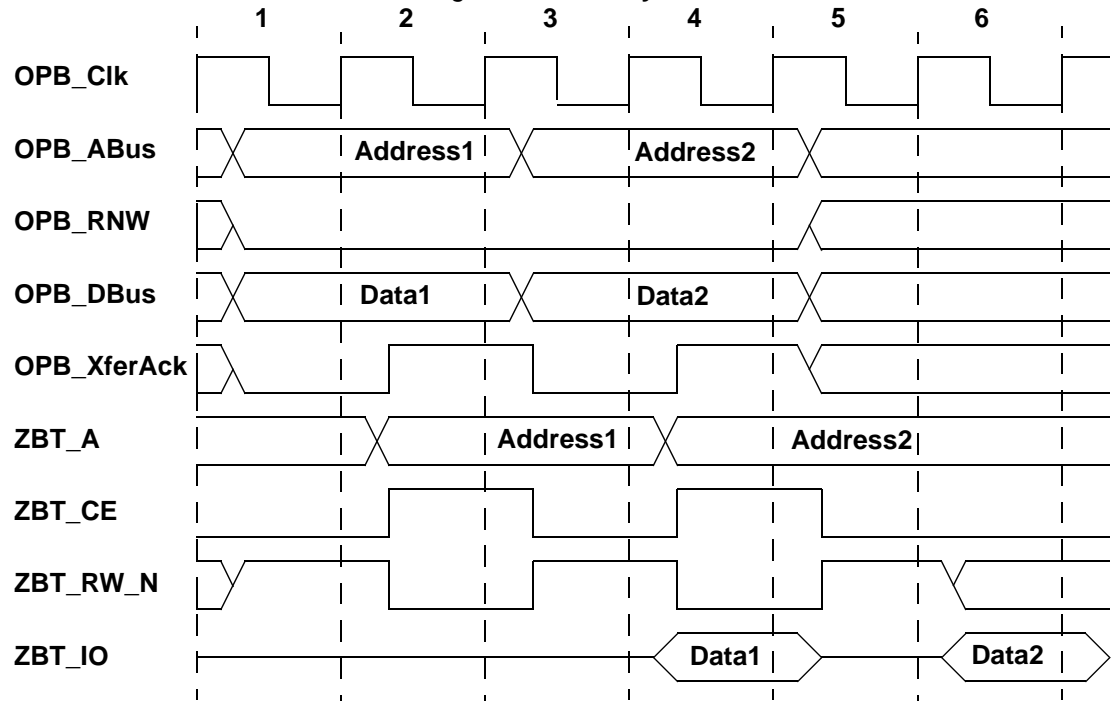 1 2 3 4 5 6
OPB_Clk
OPB_ABus Address1 Address2
OPB_RNW
OPB_DBus Data1 Data2
OPB_XferAck
ZBT_A Address1 Address2
ZBT_CE
ZBT_RW_N
ZBT_IO Data1 Data2